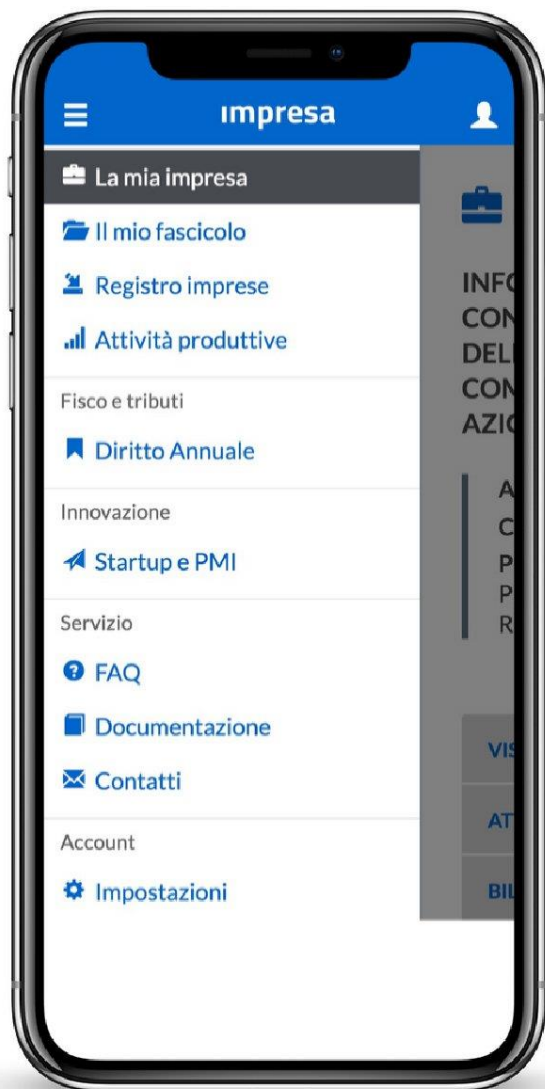 impresa
La mia impresa
Il mio fascicolo
Registro imprese
Attività produttive
Fisco e tributi
Diritto Annuale
Innovazione
Startup e PMI
Servizio
FAQ
Documentazione
Contatti
Account
Impostazioni